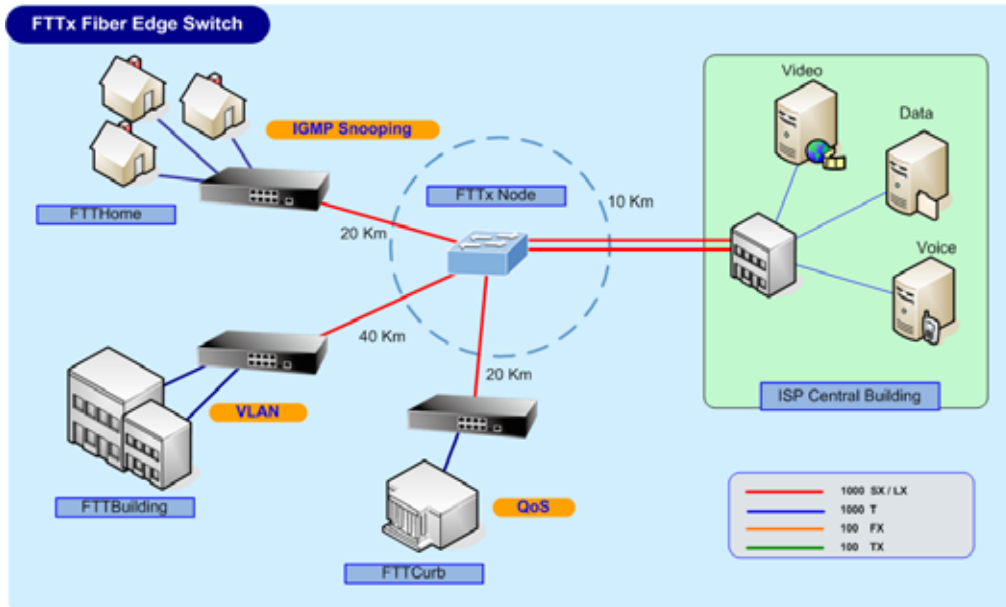 FTTx Fiber Edge Switch
IGMP Snooping
FTTHome
20 Km
FTTx Node
10 Km
Video
Data
Voice
ISP Central Building
40 Km
VLAN
FTTBuilding
20 Km
QoS
FTTCurb
1000 SX / LX
1000 T
100 FX
100 TX